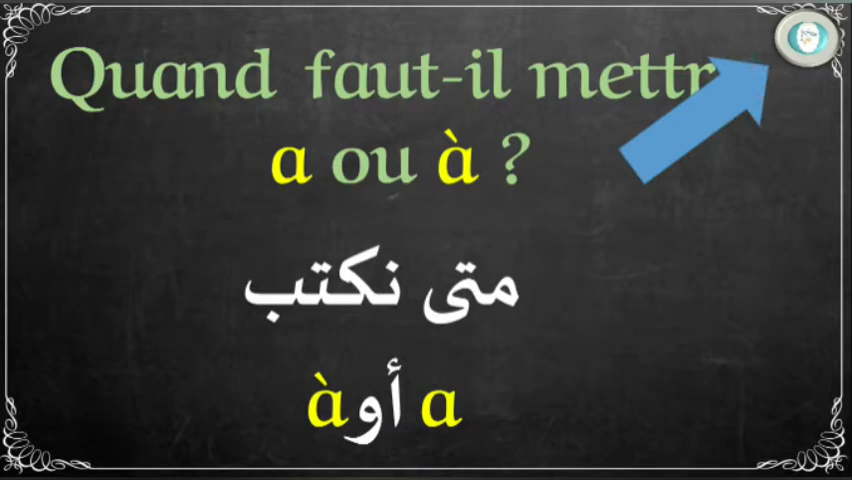 Quand faut-il mettr
a ou à ?
متى نكتب
a أو à